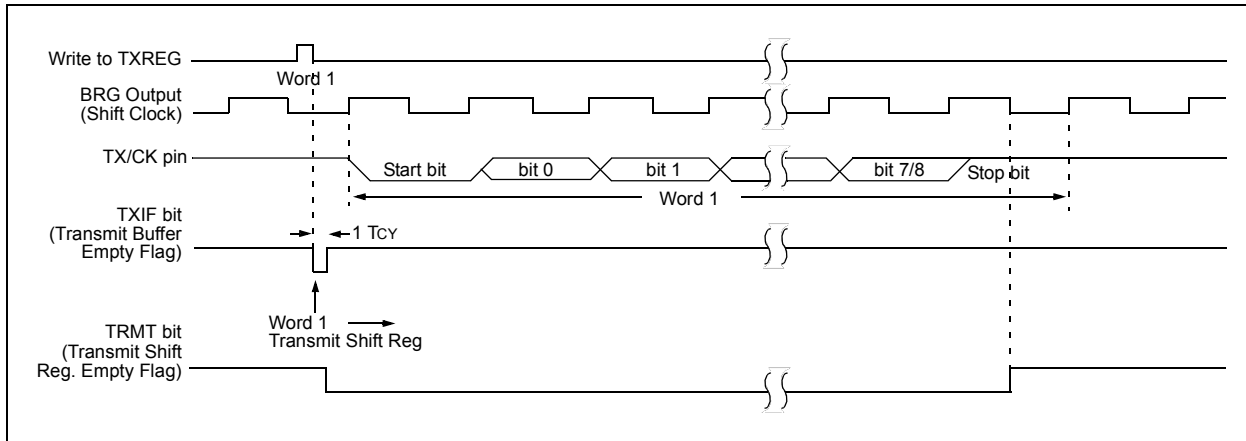 Write to TXREG
Word 1
BRG Output
(Shift Clock)
TX/CK pin
Start bit
bit 0
bit 1
bit 7/8
Stop bit
Word 1
TXIF bit
(Transmit Buffer
Empty Flag)
1 TCY
Word 1
Transmit Shift Reg
TRMT bit
(Transmit Shift
Reg. Empty Flag)